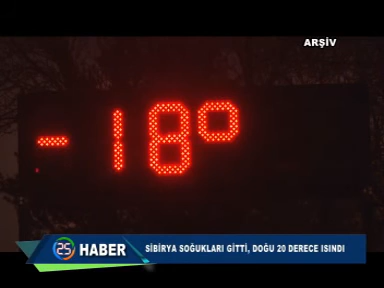 ARŞİV
- 18°
25 HABER
SİBİRYA SOĞUKLARI GİTTİ, DOĞU 20 DERECE ISINDI